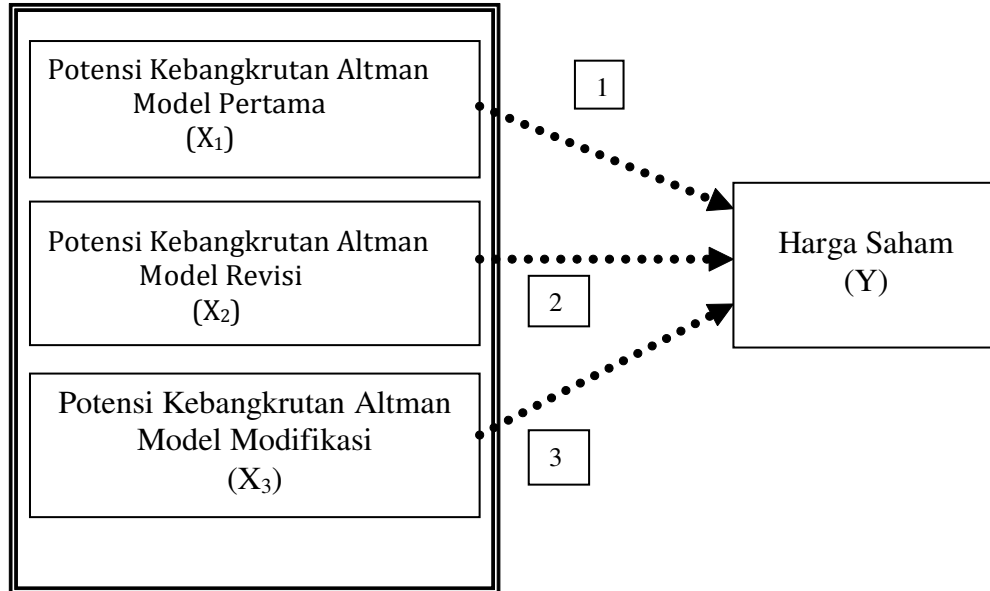 Potensi Kebangkrutan Altman
Model Pertama
(X₁)
1
Potensi Kebangkrutan Altman
Model Revisi
(X₂)
2
Potensi Kebangkrutan Altman
Model Modifikasi
(X₃)
3
Harga Saham
(Y)